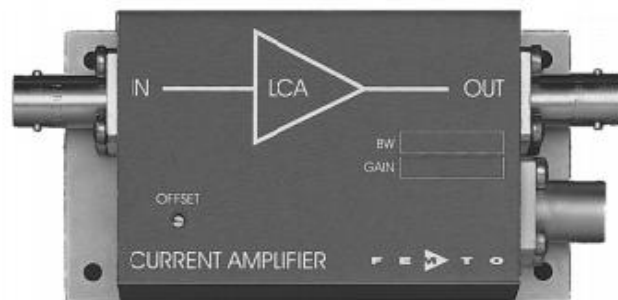 IN
LCA
OUT
BW
GAIN
OFFSET
CURRENT AMPLIFIER
FEMTO